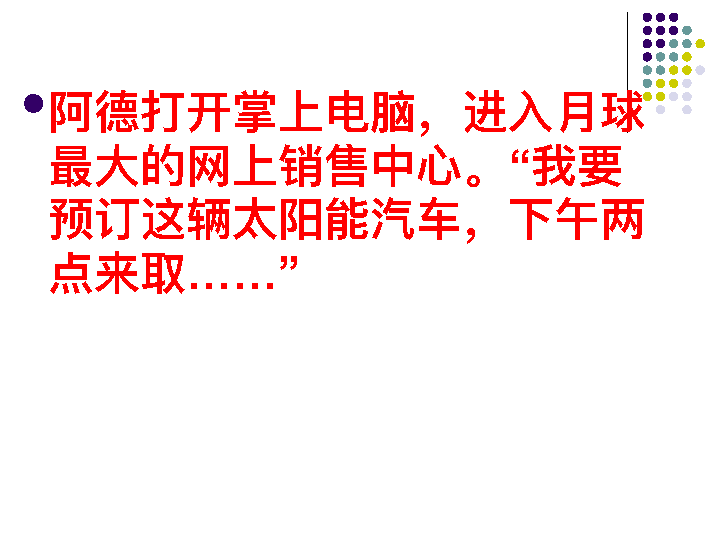 阿德打开掌上电脑，进入月球
最大的网上销售中心。“我要
预订这辆太阳能汽车，下午两
点来取……”